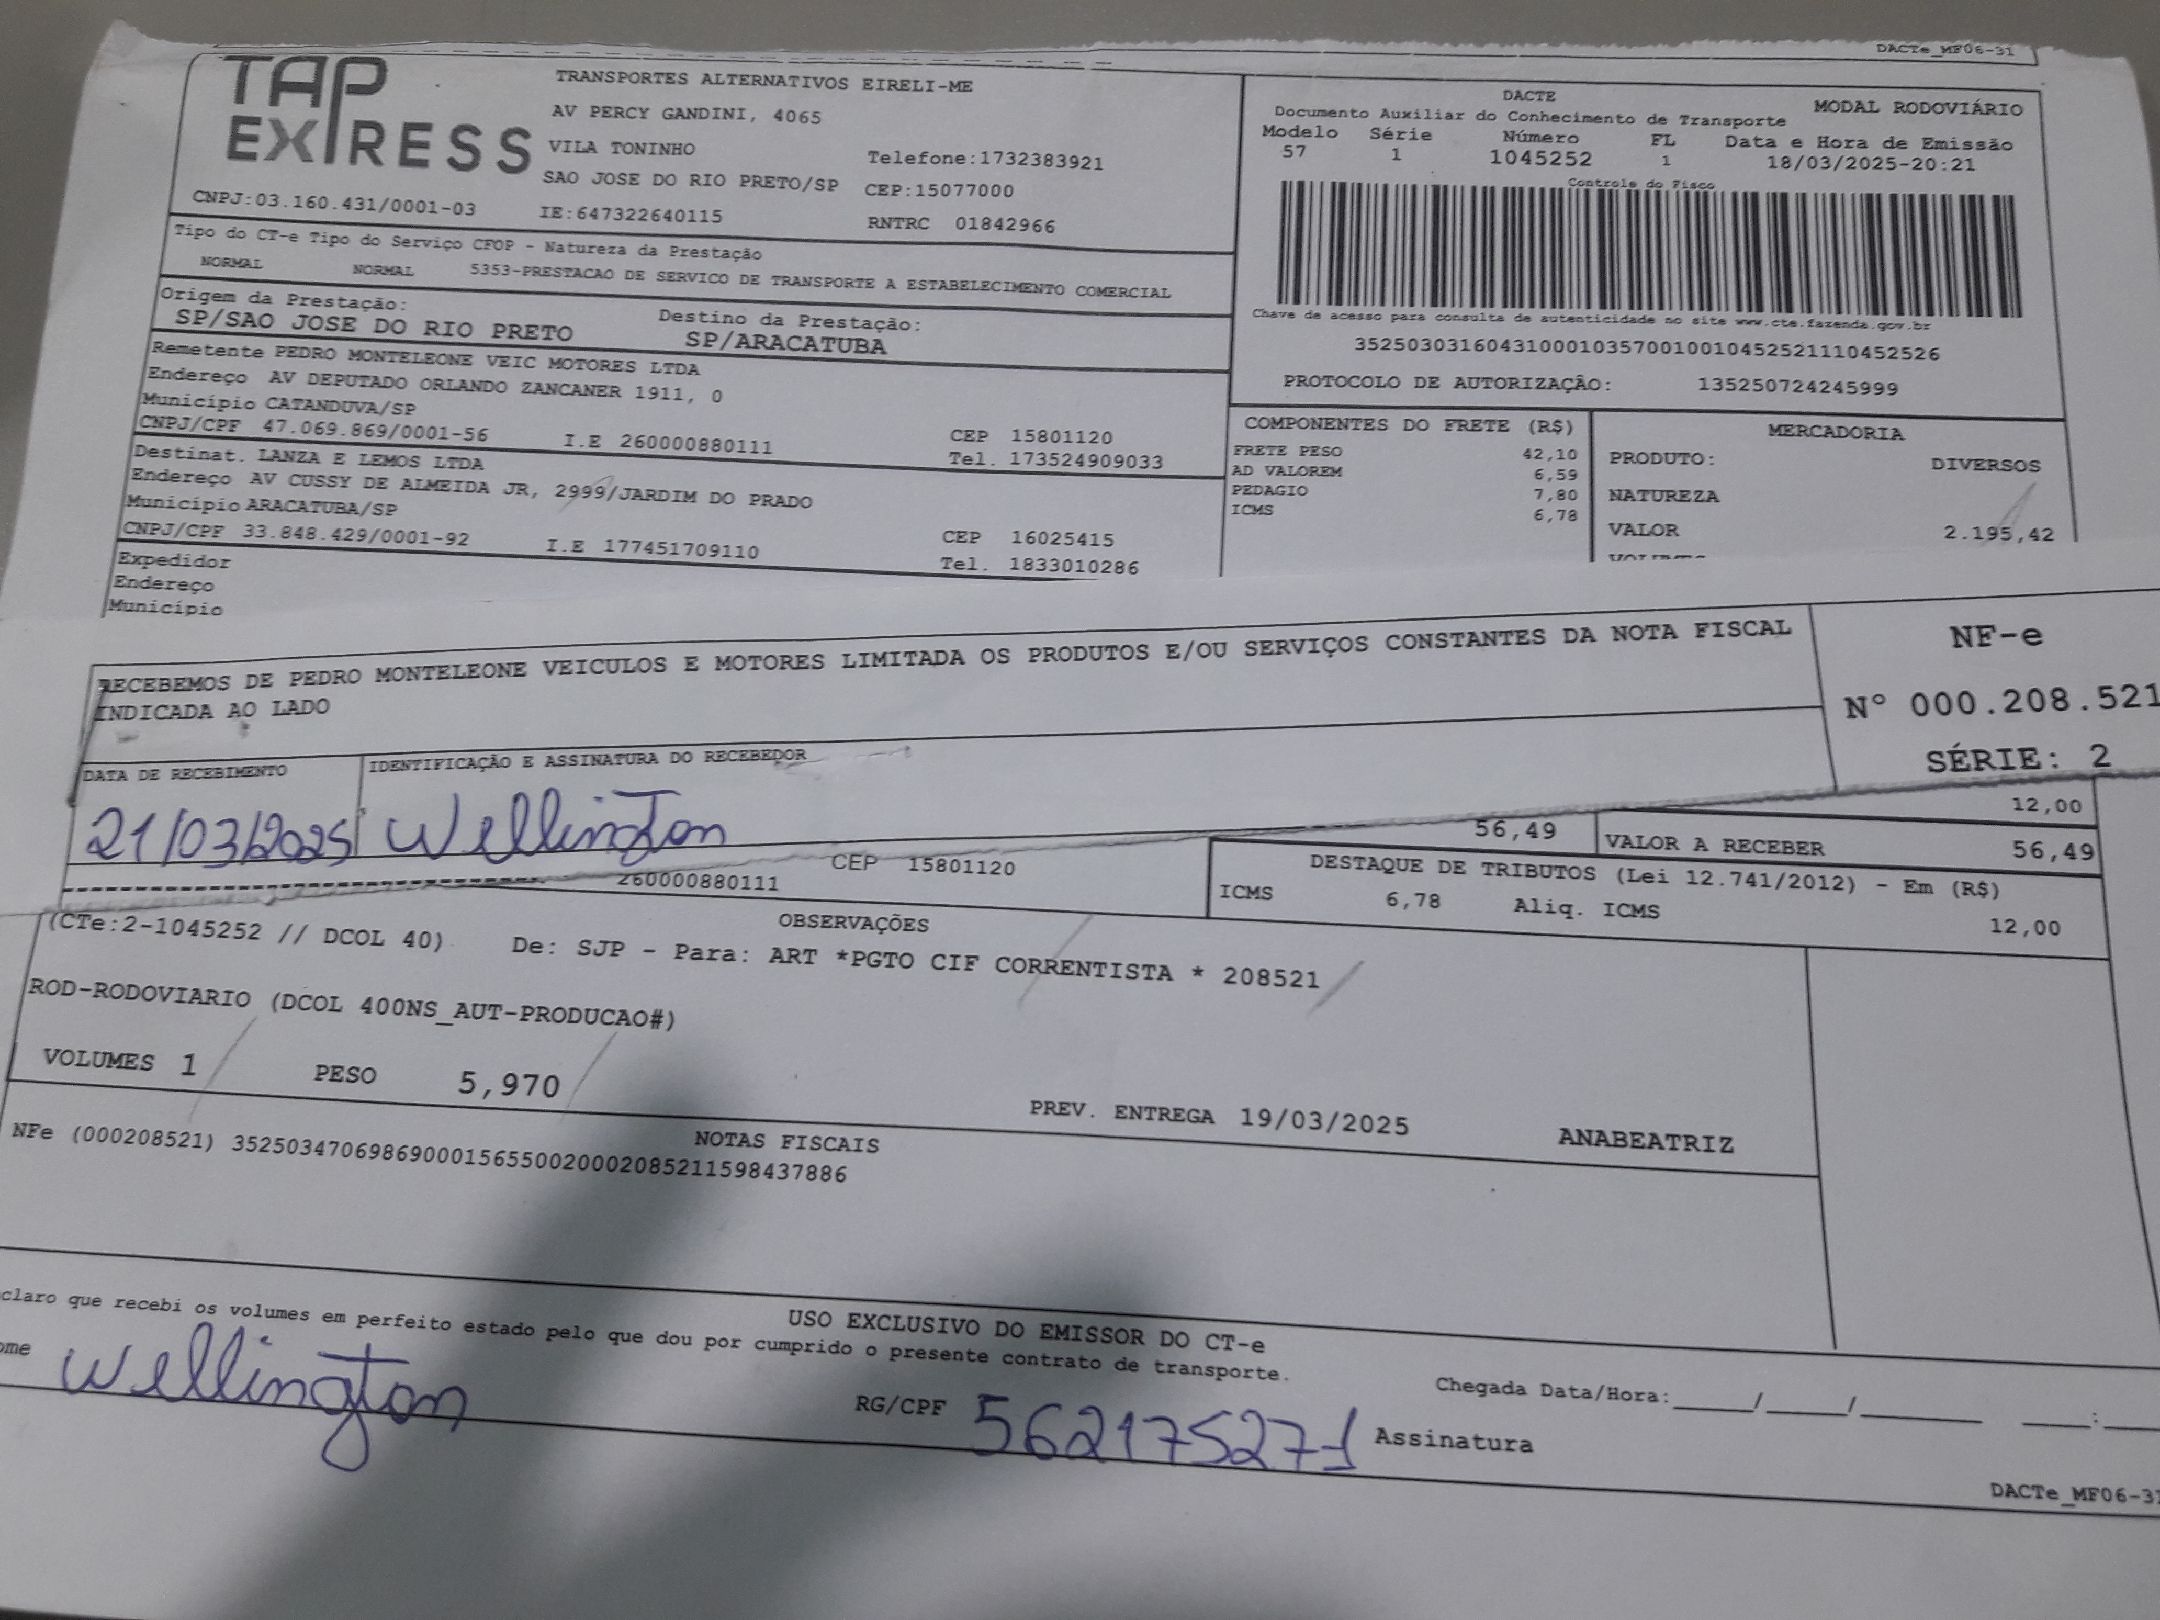 DACTe_MF06-31
TAP EXPRESS
TRANSPORTES ALTERNATIVOS EIRELI-ME
AV PERCY GANDINI, 4065
VILA TONINHO Telefone:1732383921
SAO JOSE DO RIO PRETO/SP CEP:15077000
CNPJ:03.160.431/0001-03 IE:647322640115 RNTRC 01842966
DACTE MODAL RODOVIÁRIO
Documento Auxiliar do Conhecimento de Transporte
Modelo Série Número FL Data e Hora de Emissão
57 1 1045252 1 18/03/2025-20:21
Controle do Fisco
Chave de acesso para consulta de autenticidade no site www.cte.fazenda.gov.br
35250303160431000103570010010452521110452526
PROTOCOLO DE AUTORIZAÇÃO: 135250724245999
Tipo do CT-e Tipo do Serviço CFOP - Natureza da Prestação
NORMAL NORMAL 5353-PRESTACAO DE SERVICO DE TRANSPORTE A ESTABELECIMENTO COMERCIAL
Origem da Prestação: Destino da Prestação:
SP/SAO JOSE DO RIO PRETO SP/ARACATUBA
Remetente PEDRO MONTELEONE VEIC MOTORES LTDA
Endereço AV DEPUTADO ORLANDO ZANCANER 1911, 0
Município CATANDUVA/SP CEP 15801120
CNPJ/CPF 47.069.869/0001-56 I.E 260000880111 Tel. 173524909033
Destinat. LANZA E LEMOS LTDA
Endereço AV CUSSY DE ALMEIDA JR, 2999/JARDIM DO PRADO
Município ARACATUBA/SP CEP 16025415
CNPJ/CPF 33.848.429/0001-92 I.E 177451709110 Tel. 1833010286
Expedidor
Endereço
Município
COMPONENTES DO FRETE (R$)
FRETE PESO 42,10
AD VALOREM 6,59
PEDAGIO 7,80
ICMS 6,78
MERCADORIA
PRODUTO: DIVERSOS
NATUREZA
VALOR 2.195,42
RECEBEMOS DE PEDRO MONTELEONE VEICULOS E MOTORES LIMITADA OS PRODUTOS E/OU SERVIÇOS CONSTANTES DA NOTA FISCAL
INDICADA AO LADO
NF-e
Nº 000.208.521
SÉRIE: 2
DATA DE RECEBIMENTO IDENTIFICAÇÃO E ASSINATURA DO RECEBEDOR
21/03/2025 Wellington
12,00
56,49 VALOR A RECEBER 56,49
260000880111 CEP 15801120
DESTAQUE DE TRIBUTOS (Lei 12.741/2012) - Em (R$)
ICMS 6,78 Aliq. ICMS 12,00
OBSERVAÇÕES
(CTe:2-1045252 // DCOL 40) De: SJP - Para: ART *PGTO CIF CORRENTISTA * 208521
ROD-RODOVIARIO (DCOL 400NS_AUT-PRODUCAO#)
VOLUMES 1 PESO 5,970 PREV. ENTREGA 19/03/2025 ANABEATRIZ
NOTAS FISCAIS
NFe (000208521) 35250347069869000156550020002085211598437886
USO EXCLUSIVO DO EMISSOR DO CT-e
claro que recebi os volumes em perfeito estado pelo que dou por cumprido o presente contrato de transporte.
ome Wellington RG/CPF 562175271 Assinatura Chegada Data/Hora:____/____/______ ____:
DACTe_MF06-31